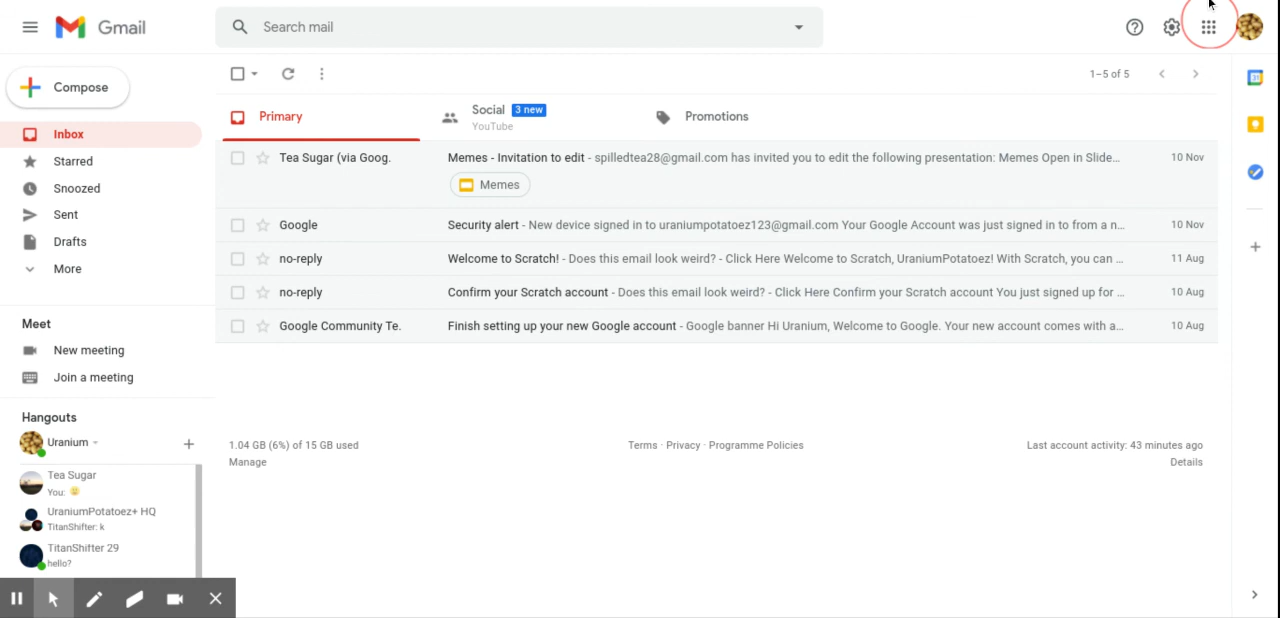 Gmail
Search mail
Compose
1–5 of 5
Inbox
Starred
Snoozed
Sent
Drafts
More
Primary
Social 3 new
YouTube
Promotions
Tea Sugar (via Goog. Memes - Invitation to edit - spilledtea28@gmail.com has invited you to edit the following presentation: Memes Open in Slide… 10 Nov
Memes
Google Security alert - New device signed in to uraniumpotatoez123@gmail.com Your Google Account was just signed in to from a n… 10 Nov
no-reply Welcome to Scratch! - Does this email look weird? - Click Here Welcome to Scratch, UraniumPotatoez! With Scratch, you can … 11 Aug
no-reply Confirm your Scratch account - Does this email look weird? - Click Here Confirm your Scratch account You just signed up for … 10 Aug
Google Community Te. Finish setting up your new Google account - Google banner Hi Uranium, Welcome to Google. Your new account comes with a… 10 Aug
Meet
New meeting
Join a meeting
Hangouts
Uranium
Tea Sugar
You: 🙂
UraniumPotatoez+ HQ
TitanShifter: k
TitanShifter 29
hello?
1.04 GB (6%) of 15 GB used
Manage
Terms · Privacy · Programme Policies
Last account activity: 43 minutes ago
Details
31